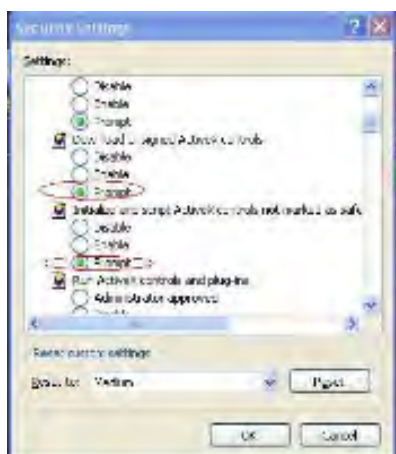 Security Settings
Settings:
Disable
Enable
Prompt
Download unsigned ActiveX controls
Disable
Enable
Prompt
Initialize and script ActiveX controls not marked as safe
Disable
Enable
Prompt
Run ActiveX controls and plug-ins
Administrator approved
Disable
Reset custom settings
Reset to: Medium Reset
OK Cancel